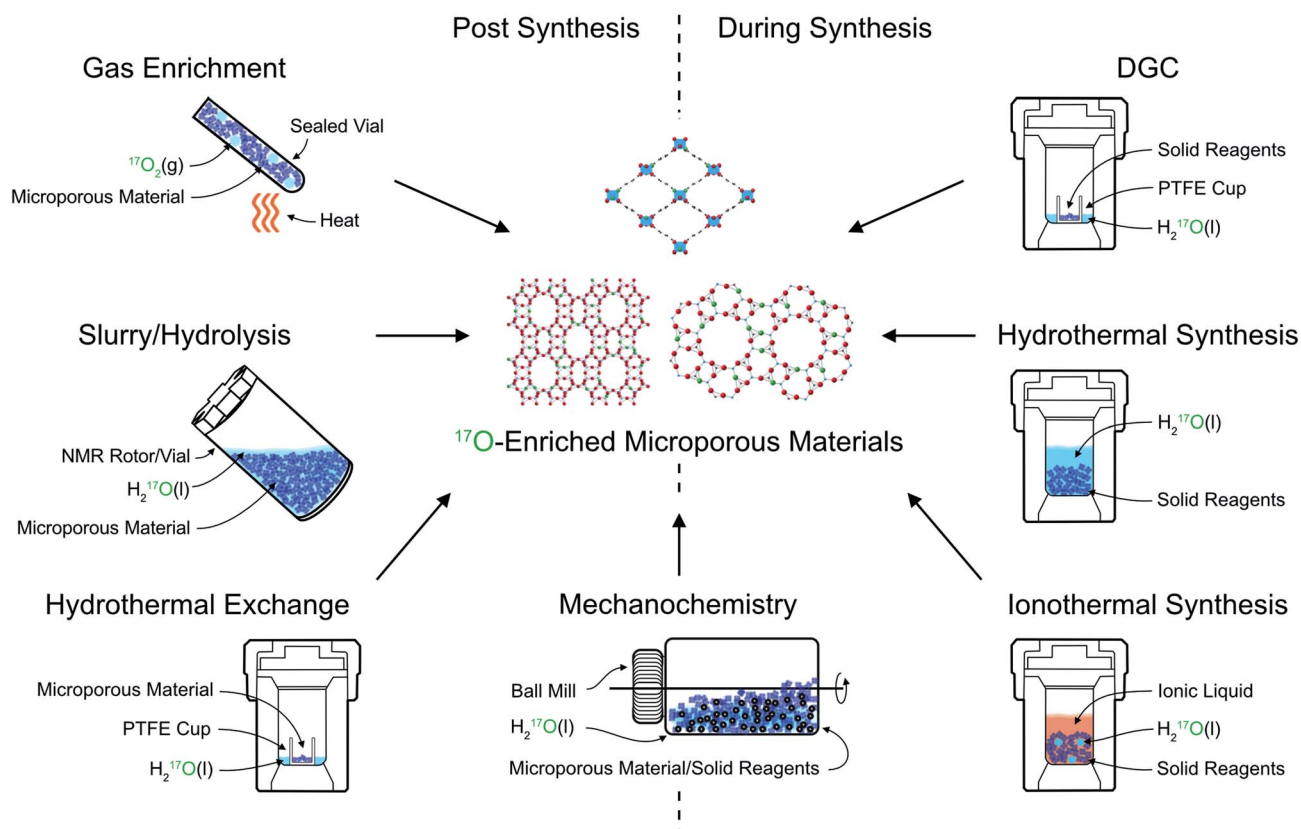 Post Synthesis
During Synthesis
Gas Enrichment
Sealed Vial
¹⁷O₂(g)
Microporous Material
Heat
DGC
Solid Reagents
PTFE Cup
H₂¹⁷O(l)
Slurry/Hydrolysis
NMR Rotor/Vial
H₂¹⁷O(l)
Microporous Material
Hydrothermal Synthesis
H₂¹⁷O(l)
Solid Reagents
¹⁷O-Enriched Microporous Materials
Hydrothermal Exchange
Microporous Material
PTFE Cup
H₂¹⁷O(l)
Mechanochemistry
Ball Mill
H₂¹⁷O(l)
Microporous Material/Solid Reagents
Ionothermal Synthesis
Ionic Liquid
H₂¹⁷O(l)
Solid Reagents